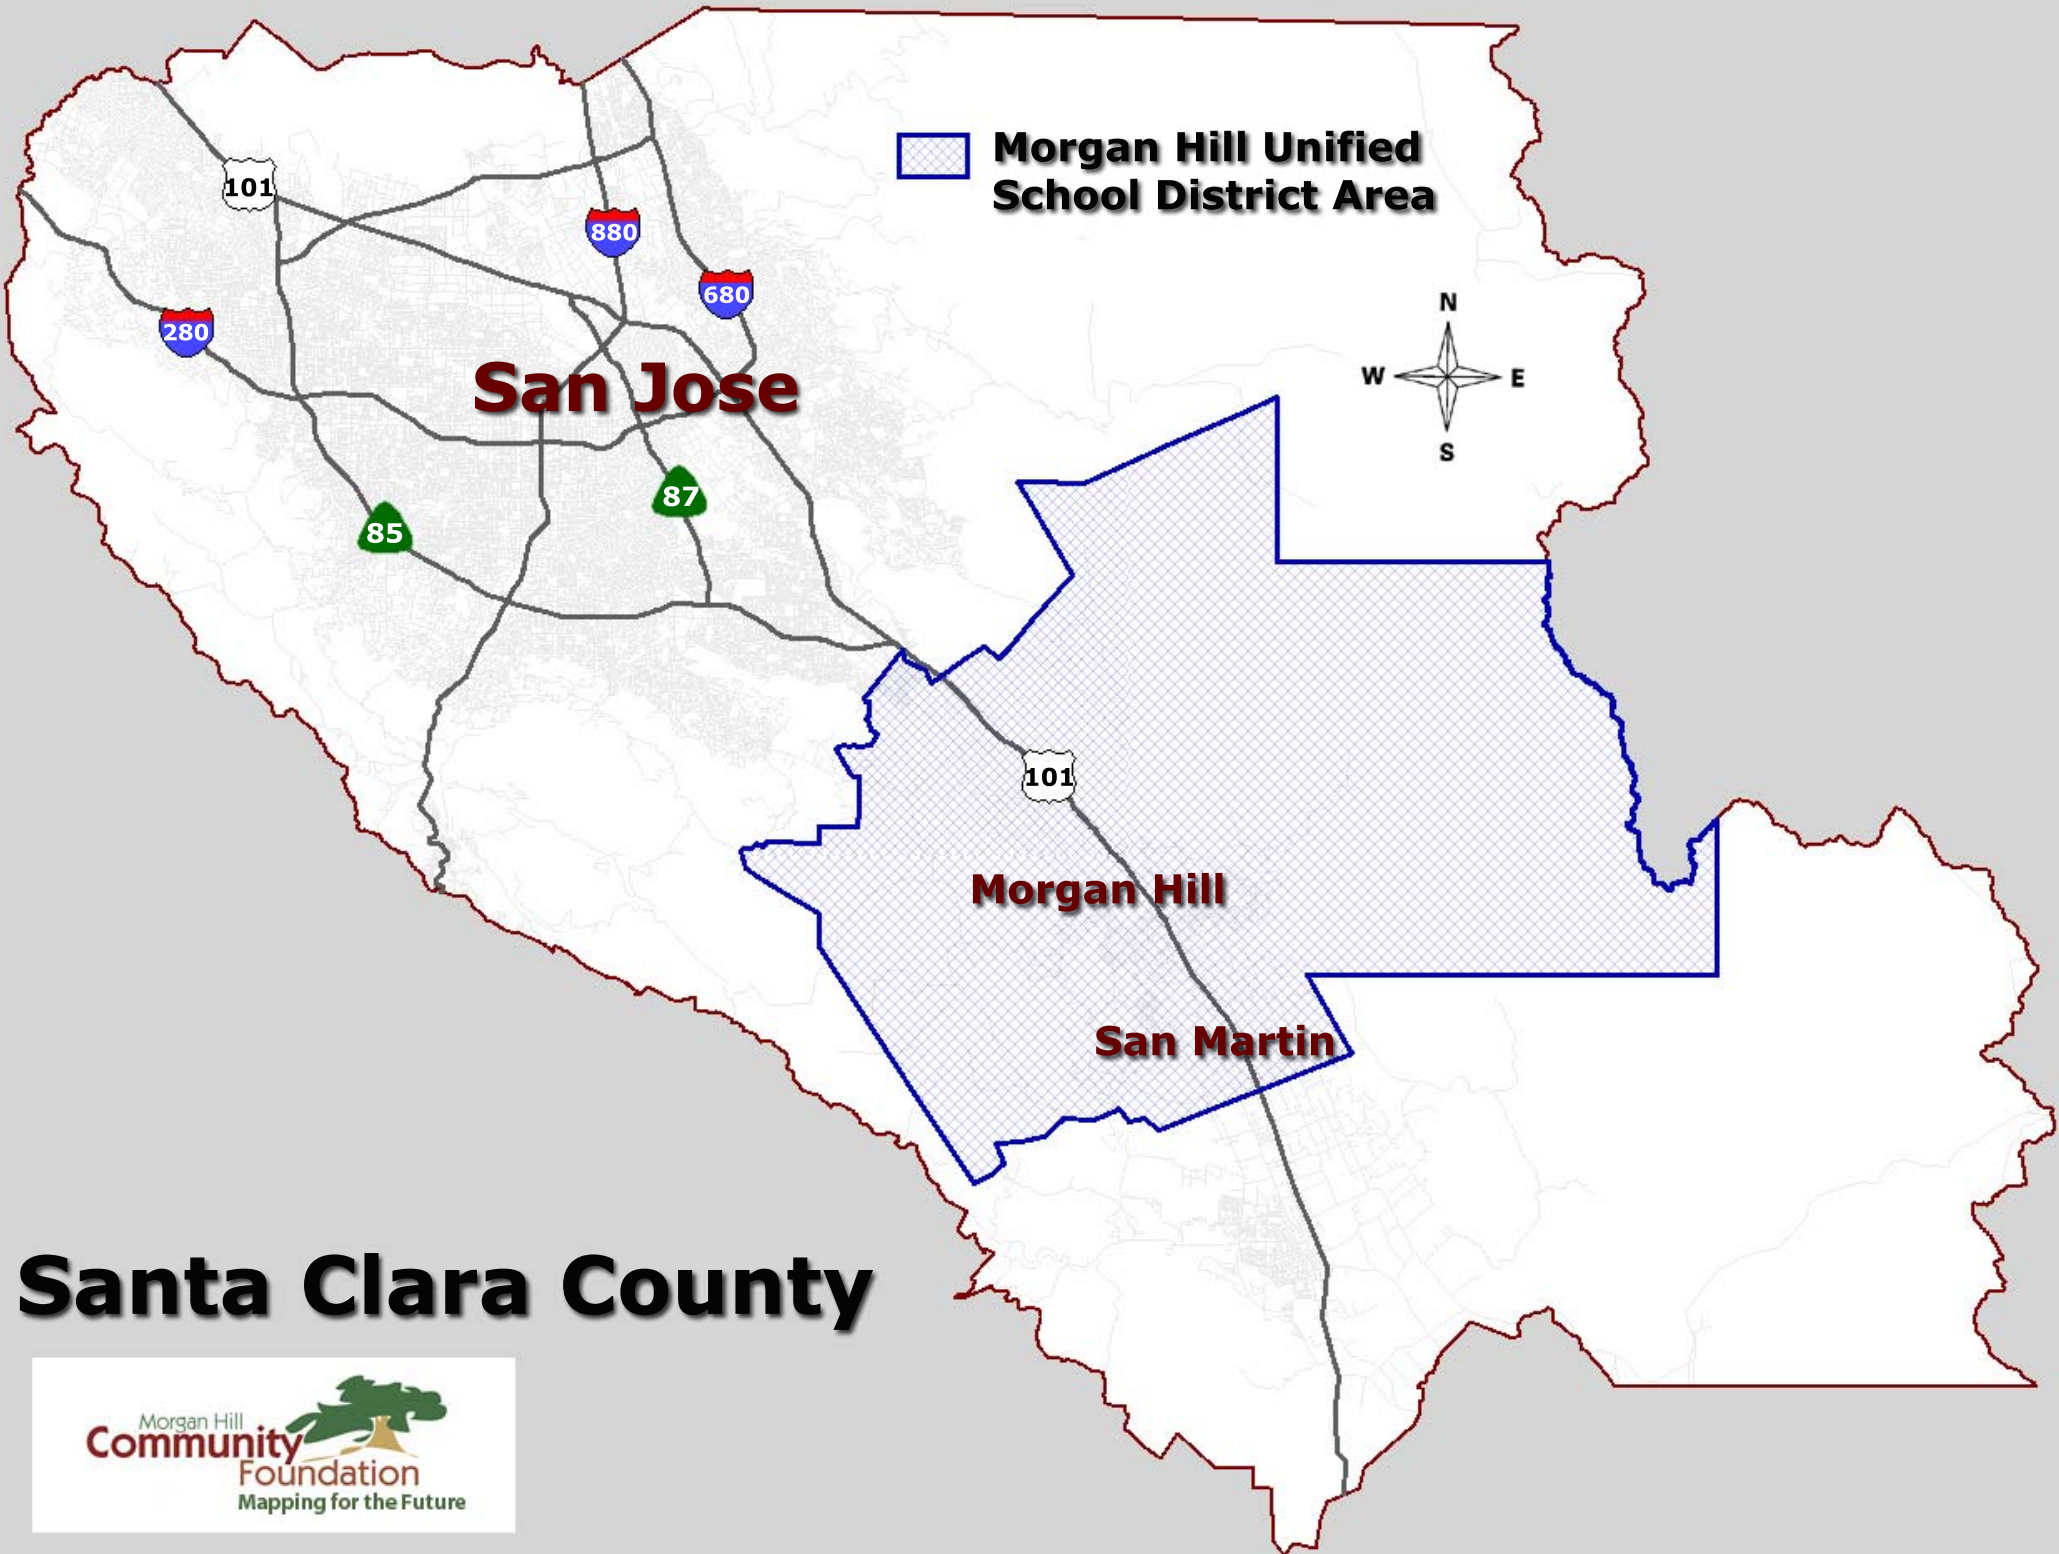 101
Morgan Hill Unified
School District Area
880
680
280
N
W
E
S
San Jose
87
85
101
Morgan Hill
San Martin
Santa Clara County
Morgan Hill
Community
Foundation
Mapping for the Future